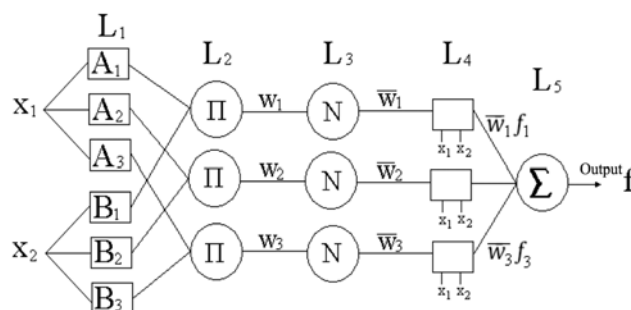 L₁
L₂ L₃ L₄ L₅
A₁
A₂
A₃
B₁
B₂
B₃
x₁
x₂
Π w₁ N w̅₁ x₁ x₂ w̅₁f₁
Π w₂ N w̅₂ x₁ x₂
Π w₃ N w̅₃ x₁ x₂ w̅₃f₃
Σ Output f